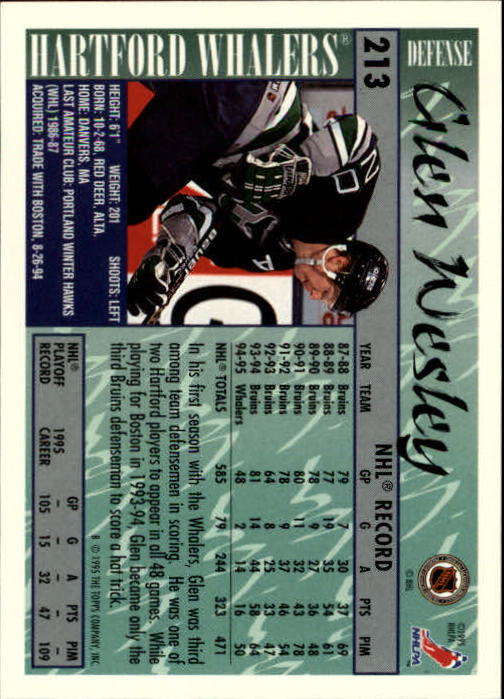 DEFENSE
Glen Wesley
© NHL
©1995 NHLPA
NHLPA
213
NHL® RECORD
YEAR TEAM GP G A PTS PIM
87-88 Bruins 79 7 30 37 69
88-89 Bruins 77 19 35 54 61
89-90 Bruins 78 9 27 36 48
90-91 Bruins 80 11 32 43 78
91-92 Bruins 78 9 37 46 54
92-93 Bruins 64 8 25 33 47
93-94 Bruins 81 14 44 58 64
94-95 Whalers 48 2 14 16 50
NHL® TOTALS 585 79 244 323 471
In his first season with the Whalers, Glen was third
among team defensemen in scoring. He was one of
two Hartford players to appear in all 48 games. While
playing for Boston in 1993-94, Glen became only the
third Bruins defenseman to score a hat trick.
8 © 1995 THE TOPPS COMPANY, INC.
NHL® PLAYOFF RECORD
GP G A PTS PIM
1995 - - - - -
CAREER 105 15 32 47 109
HEIGHT: 6'1" WEIGHT: 201 SHOOTS: LEFT
BORN: 10-2-68, RED DEER, ALTA.
HOME: DANVERS, MA
LAST AMATEUR CLUB: PORTLAND WINTER HAWKS
(WHL) 1986-87
ACQUIRED: TRADE WITH BOSTON, 8-26-94
HARTFORD WHALERS®